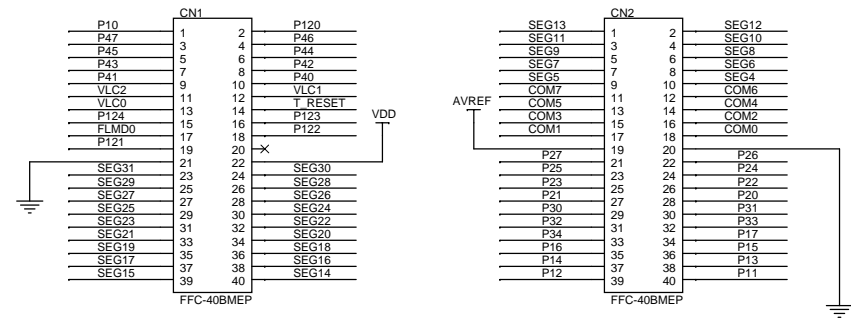 CN1
P10 1 2 P120
P47 3 4 P46
P45 5 6 P44
P43 7 8 P42
P41 9 10 P40
VLC2 11 12 VLC1
VLC0 13 14 T_RESET
VDD
P124 15 16 P123
FLMD0 17 18 P122
P121 19 20
21 22
SEG31 23 24 SEG30
SEG29 25 26 SEG28
SEG27 27 28 SEG26
SEG25 29 30 SEG24
SEG23 31 32 SEG22
SEG21 33 34 SEG20
SEG19 35 36 SEG18
SEG17 37 38 SEG16
SEG15 39 40 SEG14
FFC-40BMEP
CN2
SEG13 1 2 SEG12
SEG11 3 4 SEG10
SEG9 5 6 SEG8
SEG7 7 8 SEG6
SEG5 9 10 SEG4
COM7 11 12 COM6
AVREF
COM5 13 14 COM4
COM3 15 16 COM2
COM1 17 18 COM0
19 20
P27 21 22 P26
P25 23 24 P24
P23 25 26 P22
P21 27 28 P20
P30 29 30 P31
P32 31 32 P33
P34 33 34 P17
P16 35 36 P15
P14 37 38 P13
P12 39 40 P11
FFC-40BMEP